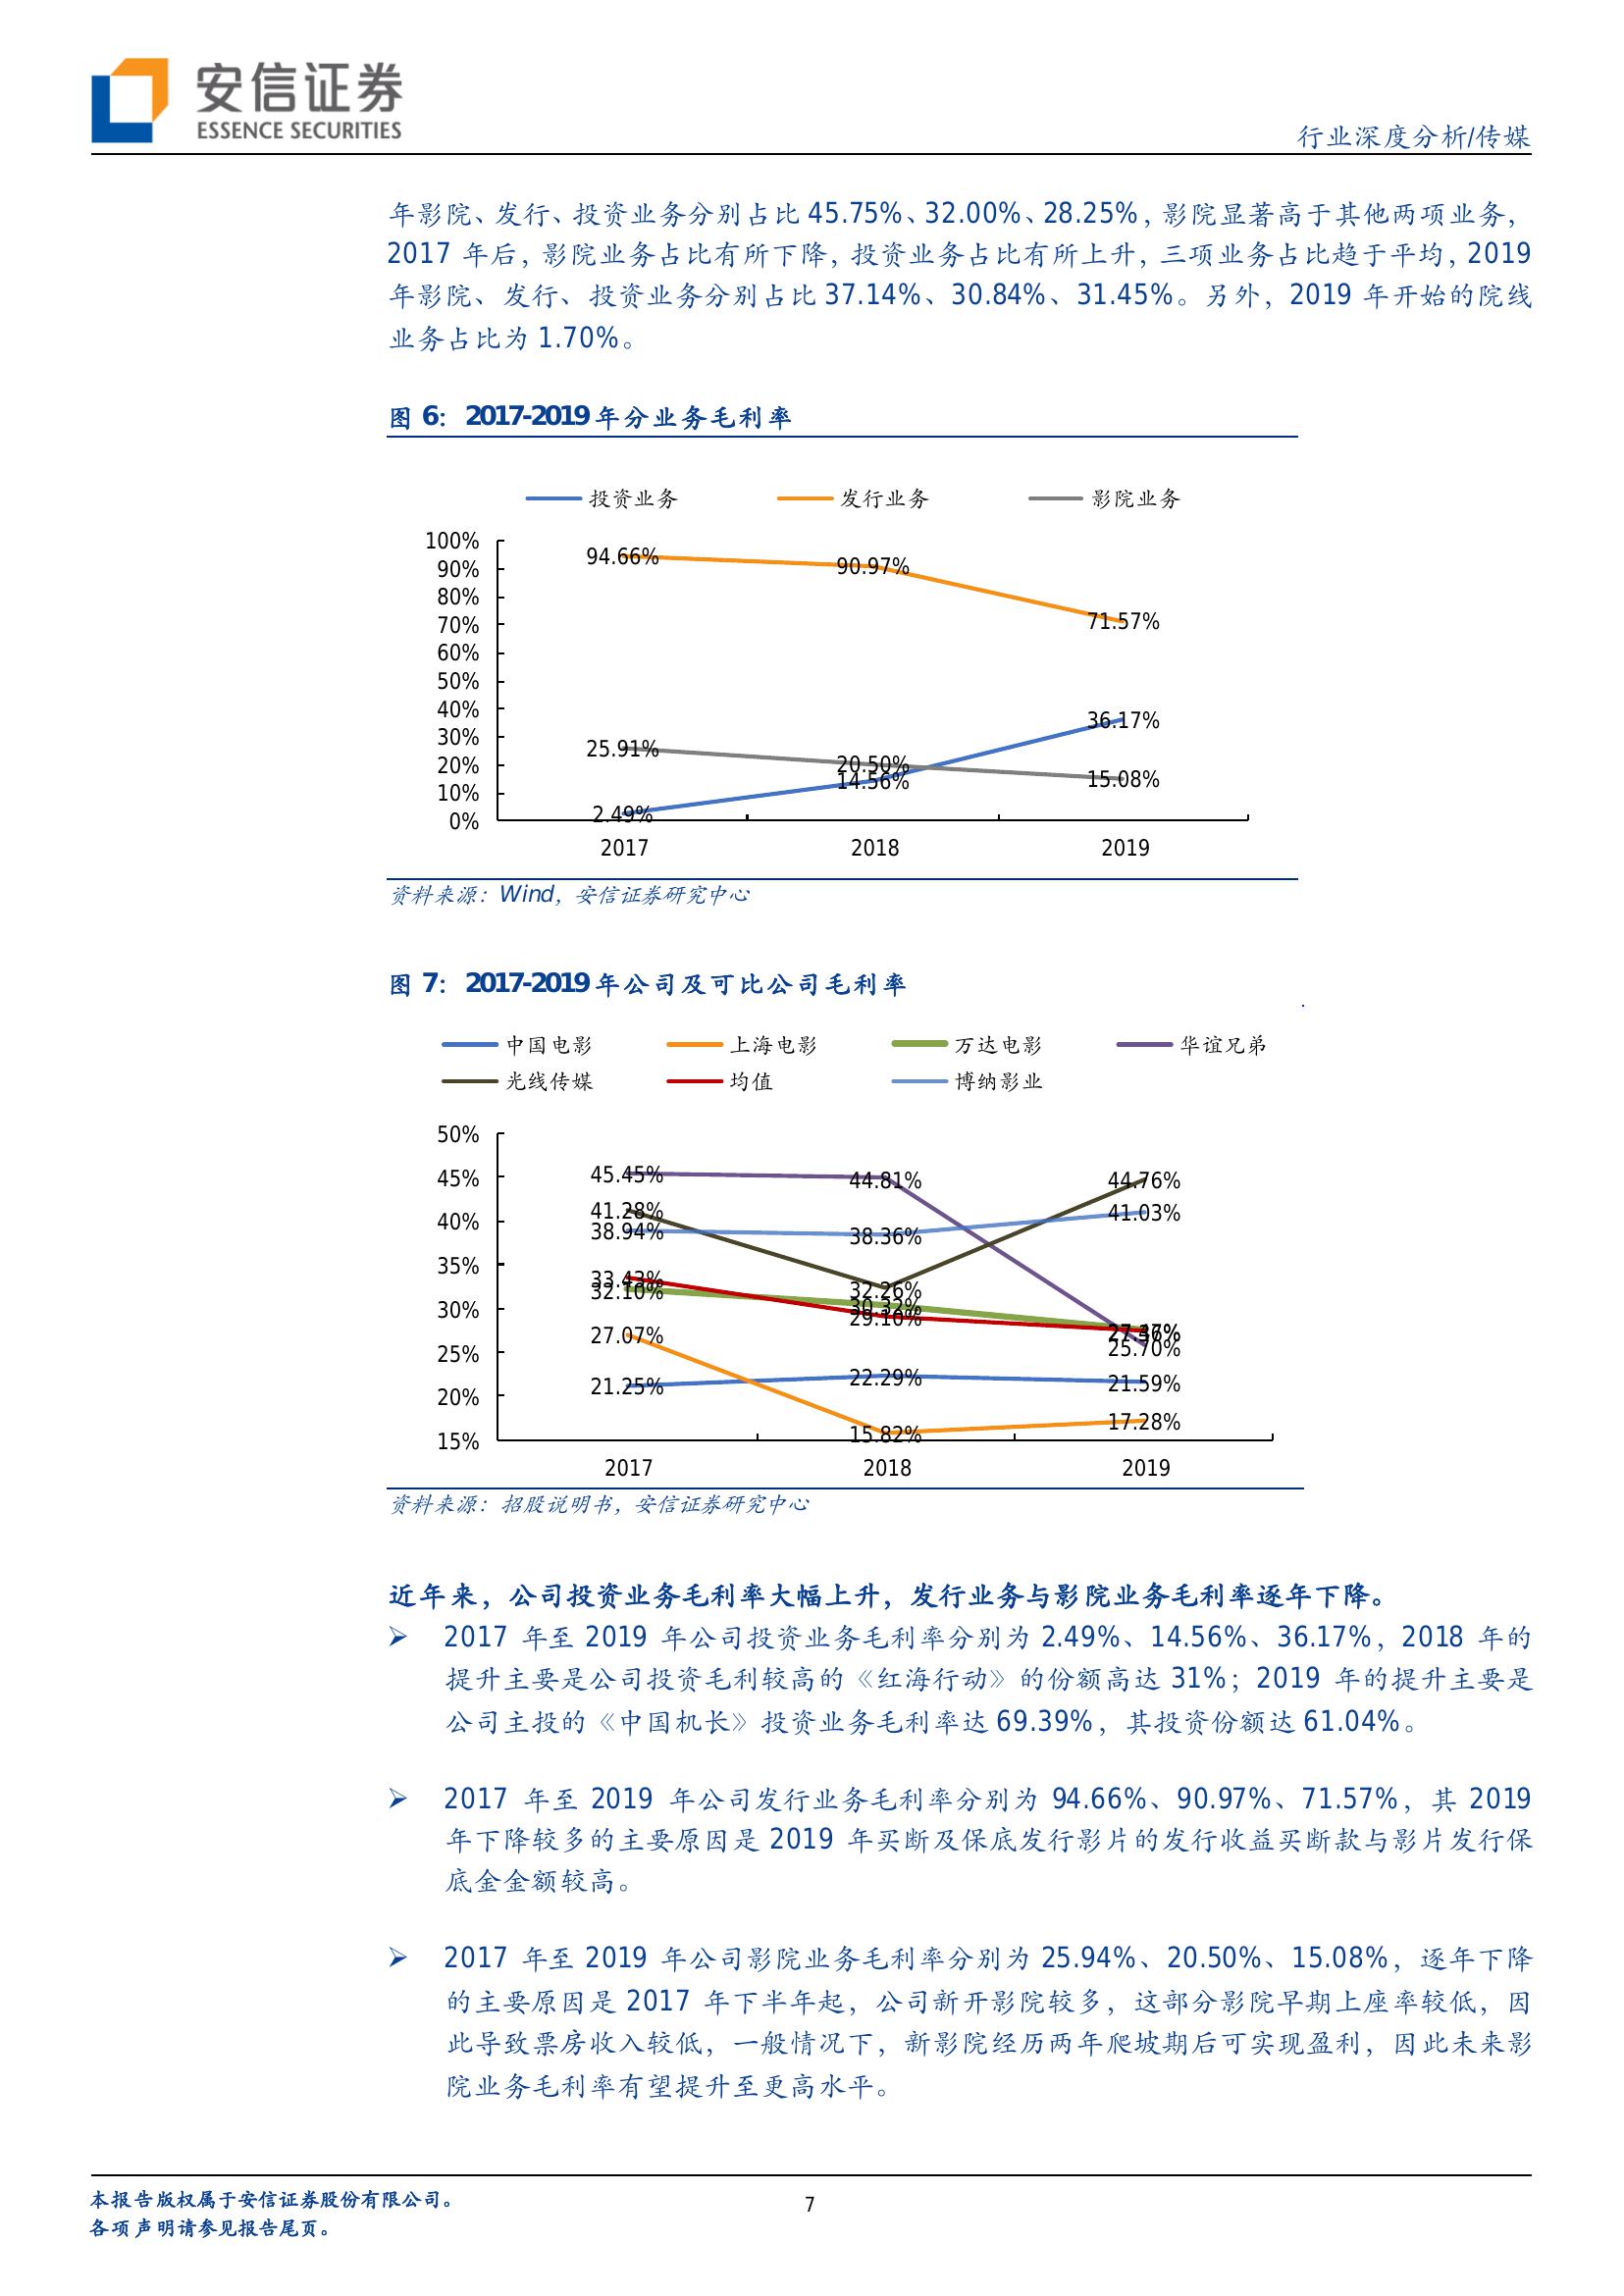 安信证券
ESSENCE SECURITIES
行业深度分析/传媒
年影院、发行、投资业务分别占比 45.75%、32.00%、28.25%，影院显著高于其他两项业务，
2017 年后，影院业务占比有所下降，投资业务占比有所上升，三项业务占比趋于平均，2019
年影院、发行、投资业务分别占比 37.14%、30.84%、31.45%。另外，2019 年开始的院线
业务占比为 1.70%。
图 6： 2017-2019 年分业务毛利率
投资业务 发行业务 影院业务
100%
90%
80%
70%
60%
50%
40%
30%
20%
10%
0%
94.66% 90.97% 71.57%
36.17%
25.91% 20.50% 15.08%
2.49% 14.56%
2017 2018 2019
资料来源：Wind，安信证券研究中心
图 7： 2017-2019 年公司及可比公司毛利率
中国电影 上海电影 万达电影 华谊兄弟
光线传媒 均值 博纳影业
50%
45%
40%
35%
30%
25%
20%
15%
45.45% 44.81% 44.76%
41.28% 41.03%
38.94% 38.36%
33.43% 32.26%
32.10% 30.32%
29.10%
27.07% 25.70%
21.25% 22.29% 21.59%
15.82% 17.28%
2017 2018 2019
资料来源：招股说明书，安信证券研究中心
近年来，公司投资业务毛利率大幅上升，发行业务与影院业务毛利率逐年下降。
➢ 2017 年至 2019 年公司投资业务毛利率分别为 2.49%、14.56%、36.17%，2018 年的
提升主要是公司投资毛利较高的《红海行动》的份额高达 31%；2019 年的提升主要是
公司主投的《中国机长》投资业务毛利率达 69.39%，其投资份额达 61.04%。
➢ 2017 年至 2019 年公司发行业务毛利率分别为 94.66%、90.97%、71.57%，其 2019
年下降较多的主要原因是 2019 年买断及保底发行影片的发行收益买断款与影片发行保
底金金额较高。
➢ 2017 年至 2019 年公司影院业务毛利率分别为 25.94%、20.50%、15.08%，逐年下降
的主要原因是 2017 年下半年起，公司新开影院较多，这部分影院早期上座率较低，因
此导致票房收入较低，一般情况下，新影院经历两年爬坡期后可实现盈利，因此未来影
院业务毛利率有望提升至更高水平。
本报告版权属于安信证券股份有限公司。
各项声明请参见报告尾页。
7